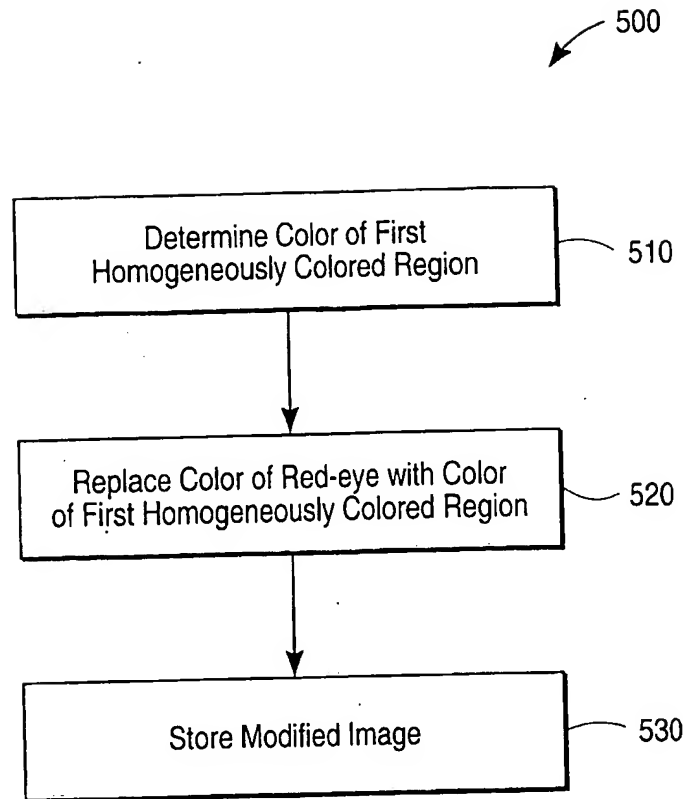 500
Determine Color of First
Homogeneously Colored Region
510
Replace Color of Red-eye with Color
of First Homogeneously Colored Region
520
Store Modified Image
530